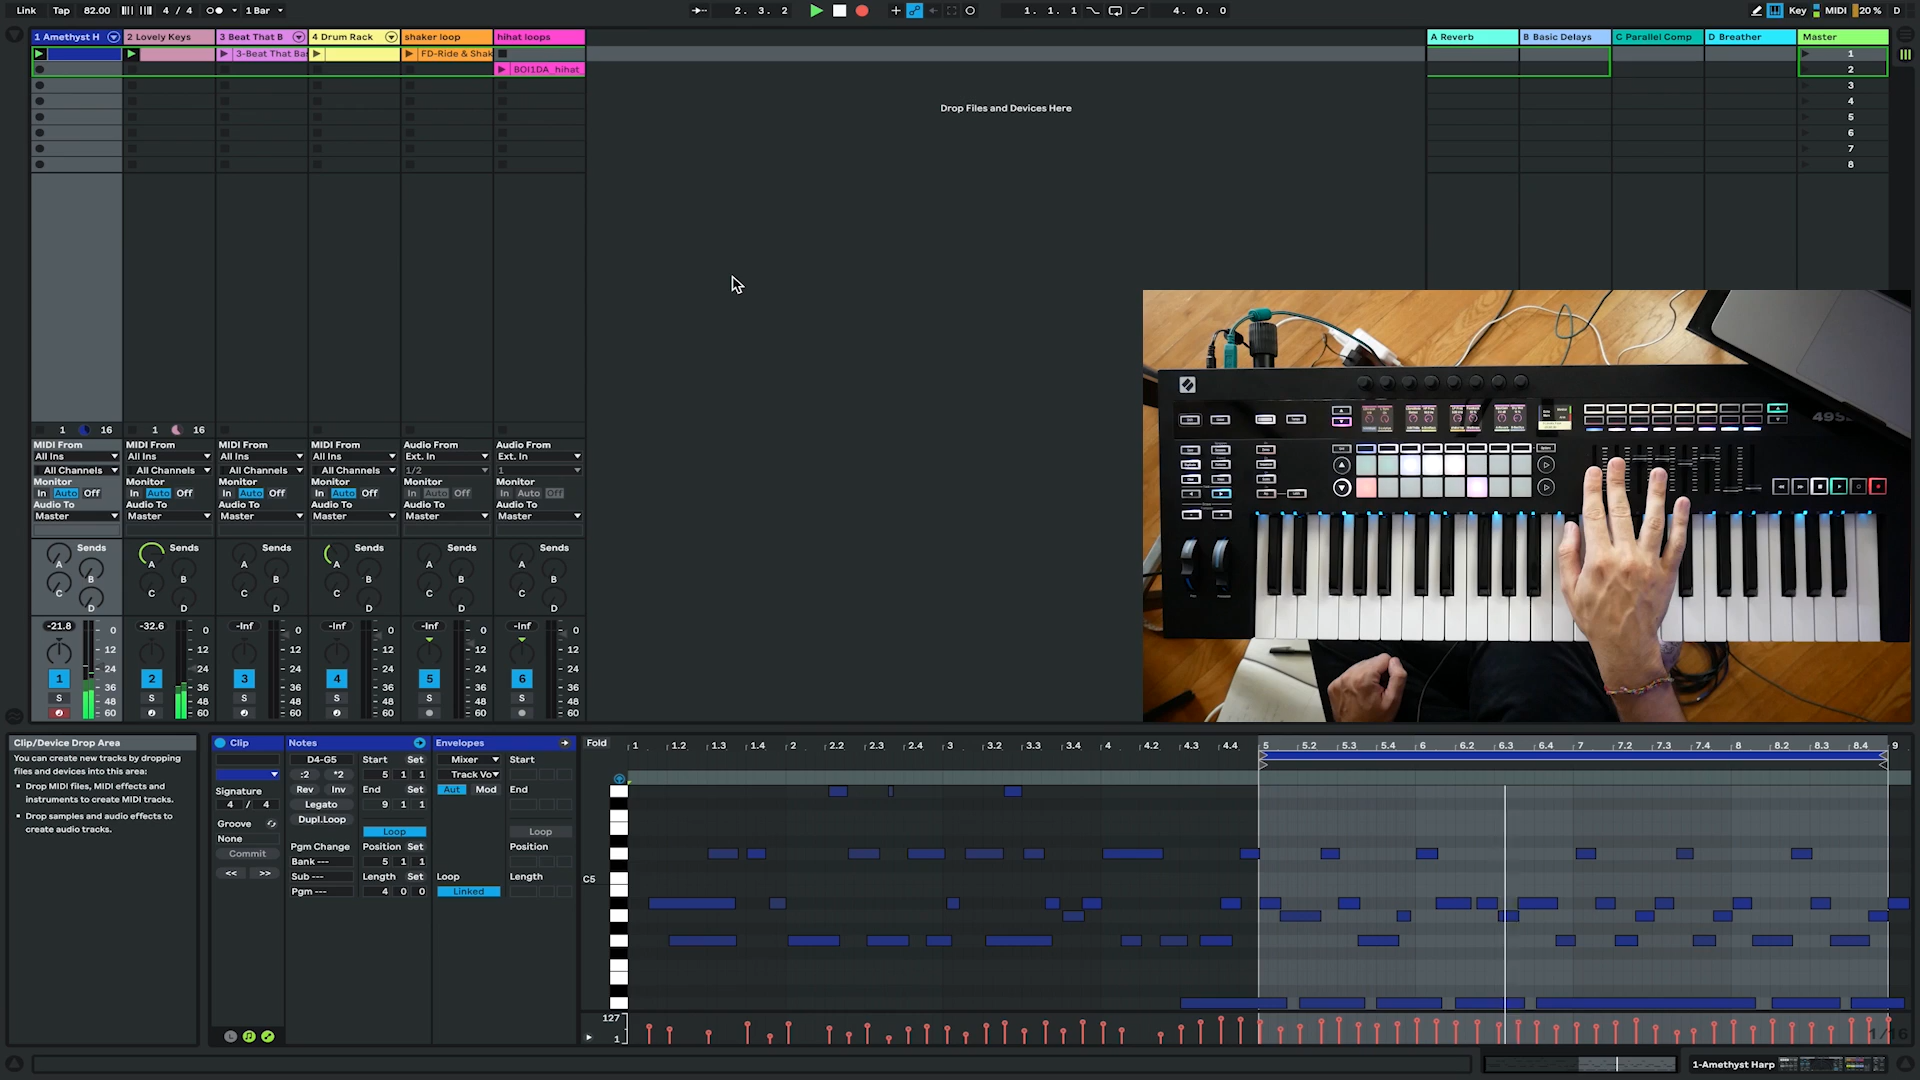 Link Tap 82.00 4 / 4 1 Bar 2. 3. 2 1. 1. 1 4. 0. 0 Key MIDI 20 % D
1 Amethyst H 2 Lovely Keys 3 Beat That B 4 Drum Rack shaker loop hihat loops A Reverb B Basic Delays C Parallel Comp D Breather Master
3-Beat That Ba FD-Ride & Shak 1
BOI1DA_hihat_ 2
3
4
5
6
7
8
Drop Files and Devices Here
1 16 1 16
MIDI From MIDI From MIDI From MIDI From Audio From Audio From
All Ins All Ins All Ins All Ins Ext. In Ext. In
All Channels All Channels All Channels All Channels 1/2 1
Monitor Monitor Monitor Monitor Monitor Monitor
In Auto Off In Auto Off In Auto Off In Auto Off In Auto Off In Auto Off
Audio To Audio To Audio To Audio To Audio To Audio To
Master Master Master Master Master Master
Sends Sends Sends Sends Sends Sends
A A A A A A
B B B B B B
C C C C C C
D D D D D D
-21.8 -32.6 -Inf -Inf -Inf -Inf
0 0 0 0 0 0
12 12 12 12 12 12
24 24 24 24 24 24
1 2 3 4 5 6
36 36 36 36 36 36
S S S S S S
48 48 48 48 48 48
60 60 60 60 60 60
Clip/Device Drop Area
You can create new tracks by dropping
files and devices into this area:
Drop MIDI files, MIDI effects and
instruments to create MIDI tracks.
Drop samples and audio effects to
create audio tracks.
Clip
Signature
4 / 4
Groove
None
Commit
<< >>
Notes
D4-G5 Start Set
:2 *2 5 1 1
Rev Inv End Set
Legato 9 1 1
Dupl.Loop
Loop
Pgm Change Position Set
Bank --- 5 1 1
Sub --- Length Set
Pgm --- 4 0 0
Envelopes
Mixer Start
Track Vo
Aut Mod End
Loop
Position
Loop Length
Linked
Fold 1 1.2 1.3 1.4 2 2.2 2.3 2.4 3 3.2 3.3 3.4 4 4.2 4.3 4.4 5 5.2 5.3 5.4 6 6.2 6.3 6.4 7 7.2 7.3 7.4 8 8.2 8.3 8.4 9
C5
127
1
1/16
1-Amethyst Harp